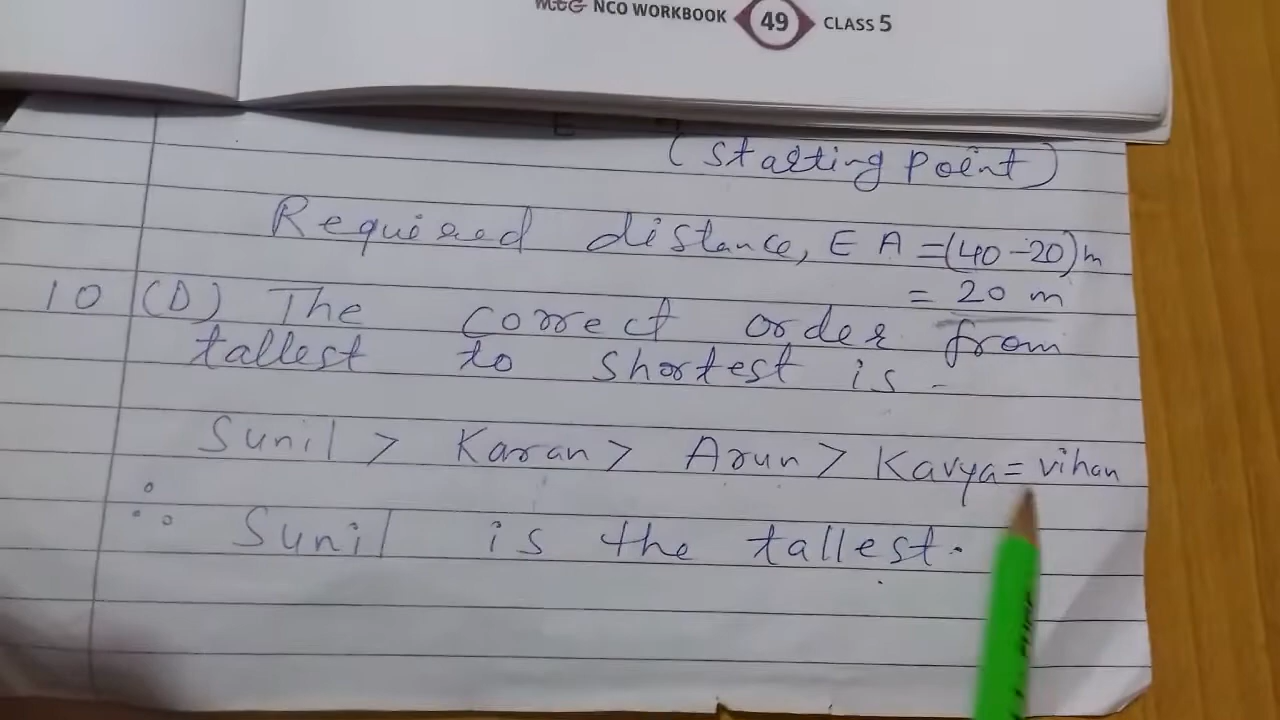 MTG NCO WORKBOOK 49 CLASS 5
(Starting Point)
Required distance, EA = (40-20)m
= 20 m
10 (D) The correct order from
tallest to shortest is -
Sunil > Karan > Arun > Kavya = vihan
∴ Sunil is the tallest.